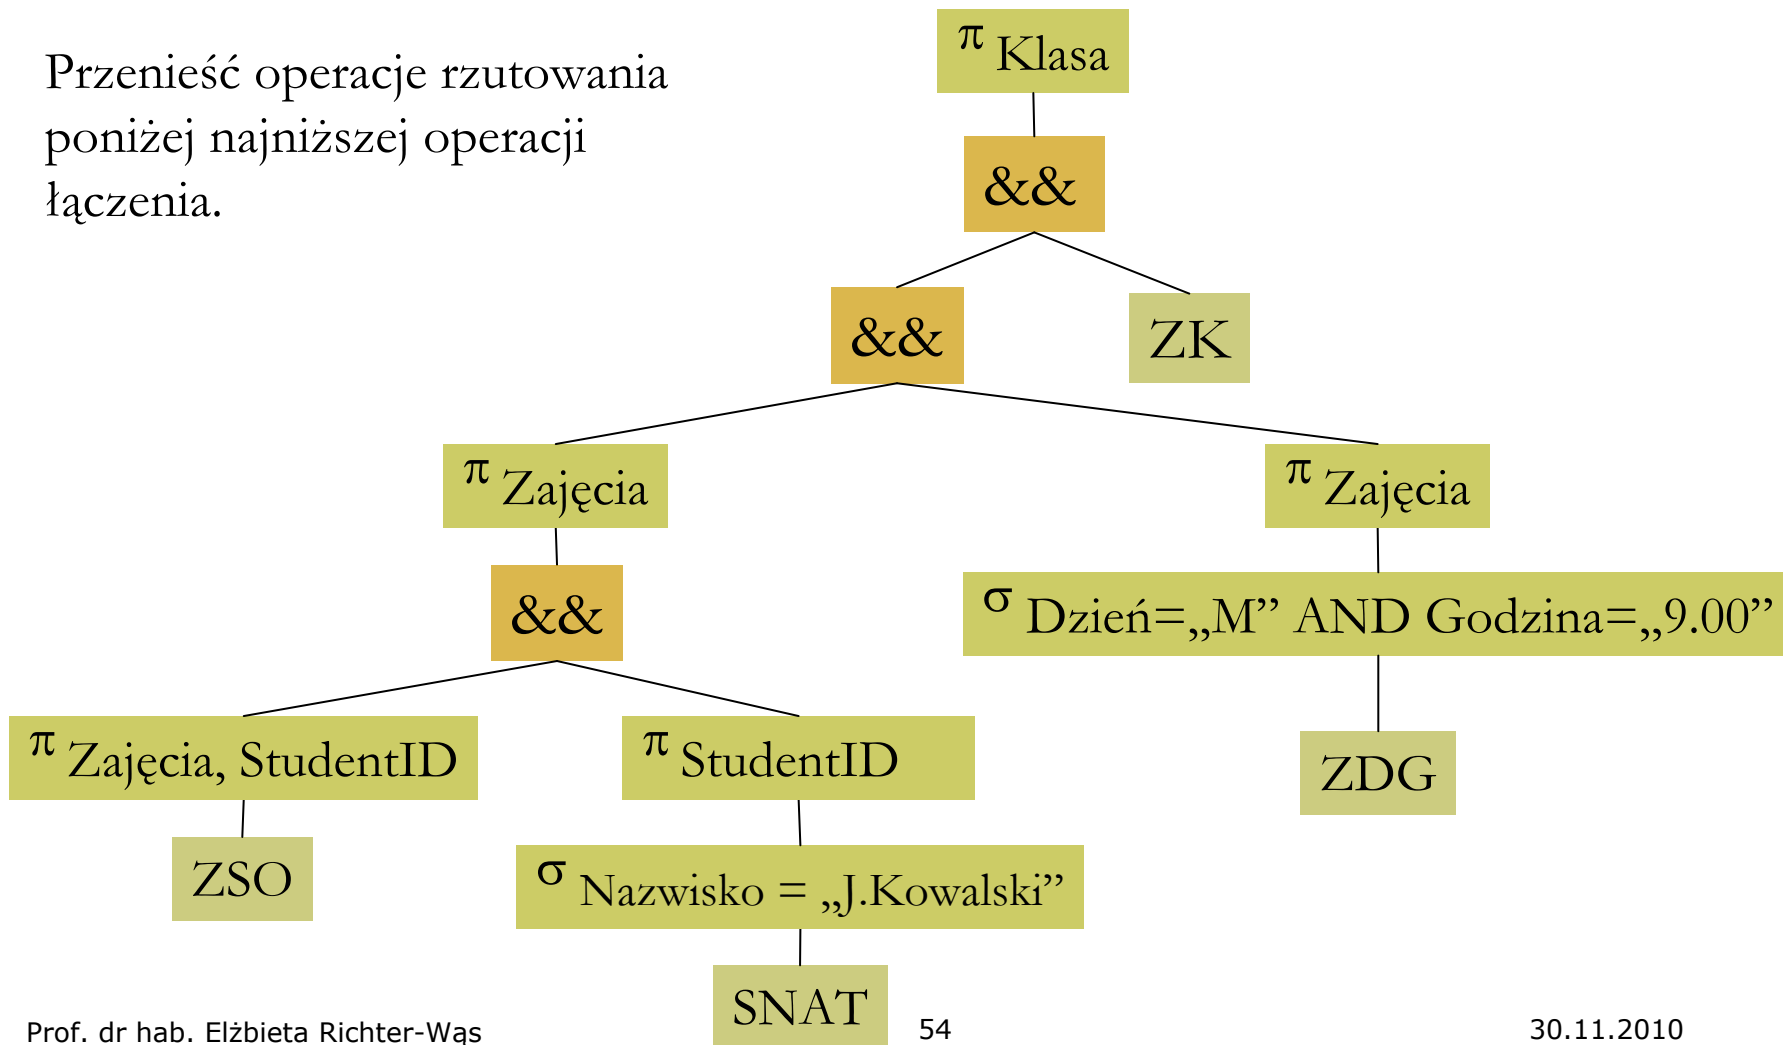 Przenieść operacje rzutowania
poniżej najniższej operacji
łączenia.
π Klasa
&&
&&
ZK
π Zajęcia
π Zajęcia
&&
σ Dzień=„M” AND Godzina=„9.00”
π Zajęcia, StudentID
π StudentID
ZDG
ZSO
σ Nazwisko = „J.Kowalski”
SNAT
Prof. dr hab. Elżbieta Richter-Wąs
54
30.11.2010